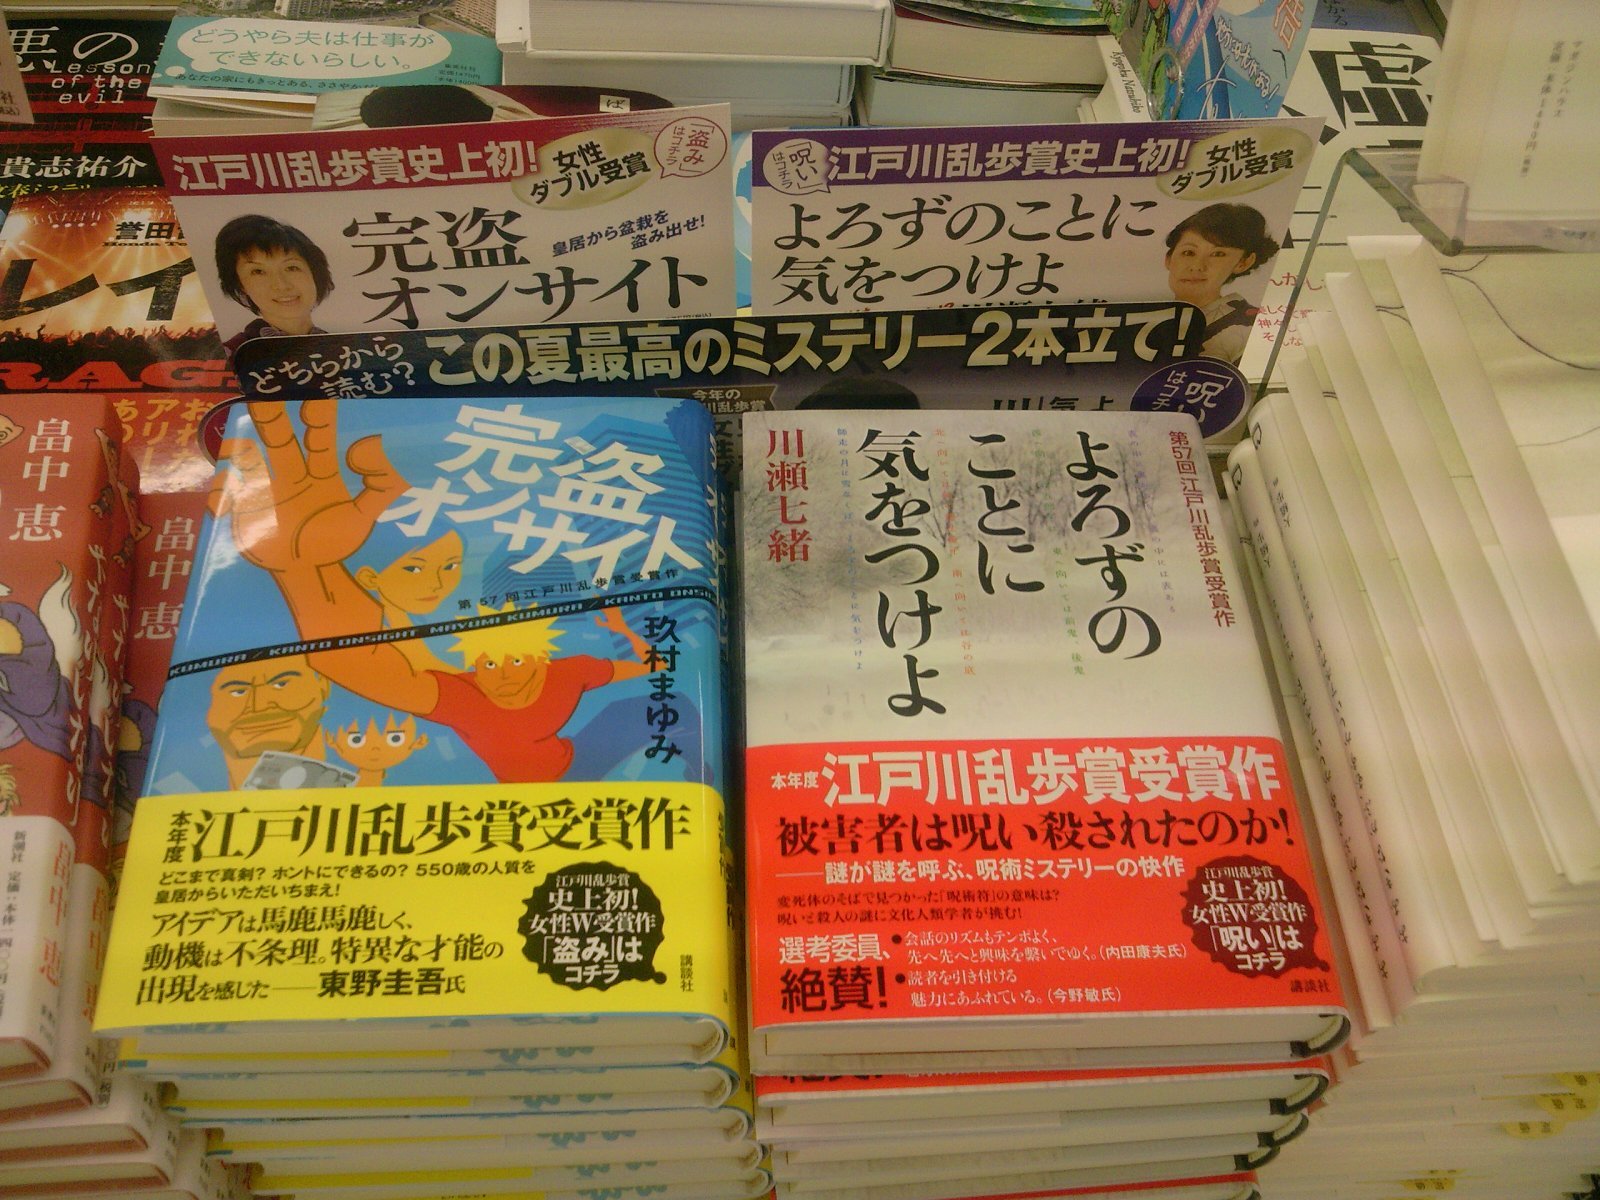 どうやら夫は仕事が
できないらしい。
Lesson
of the
evil
貴志祐介
誉田
レイ
RAG
江戸川乱歩賞史上初!
女性
ダブル受賞
「盗み」
はコチラ
完盗
オンサイト
皇居から盆栽を
盗み出せ!
「呪い」
はコチラ
江戸川乱歩賞史上初!
女性
ダブル受賞
よろずのことに
気をつけよ
どちらから
読む?
この夏最高のミステリー2本立て!
今年の
「呪い」
はコチ
畠中恵
畠中恵
完盗
オンサイト
第57回江戸川乱歩賞受賞作
KUMURA / KANTO ONSIGHT MAYUMI KUMURA / KANTO ONSI
玖村まゆみ
本年度
江戸川乱歩賞受賞作
どこまで真剣? ホントにできるの? 550歳の人質を
皇居からいただいちまえ!
アイデアは馬鹿馬鹿しく、
動機は不条理。特異な才能の
出現を感じた——東野圭吾氏
江戸川乱歩賞
史上初!
女性W受賞作
「盗み」は
コチラ
講談社
第57回江戸川乱歩賞受賞作
よろずの
ことに
気をつけよ
川瀬七緒
本年度
江戸川乱歩賞受賞作
被害者は呪い殺されたのか!
——謎が謎を呼ぶ、呪術ミステリーの快作
変死体のそばで見つかった「呪術符」の意味は?
呪いと殺人の謎に文化人類学者が挑む!
選考委員、
絶賛!
•会話のリズムもテンポよく、
先へ先へと興味を繋いでゆく。(内田康夫氏)
•読者を引き付ける
魅力にあふれている。(今野敏氏)
江戸川乱歩賞
史上初!
女性W受賞作
「呪い」は
コチラ
講談社